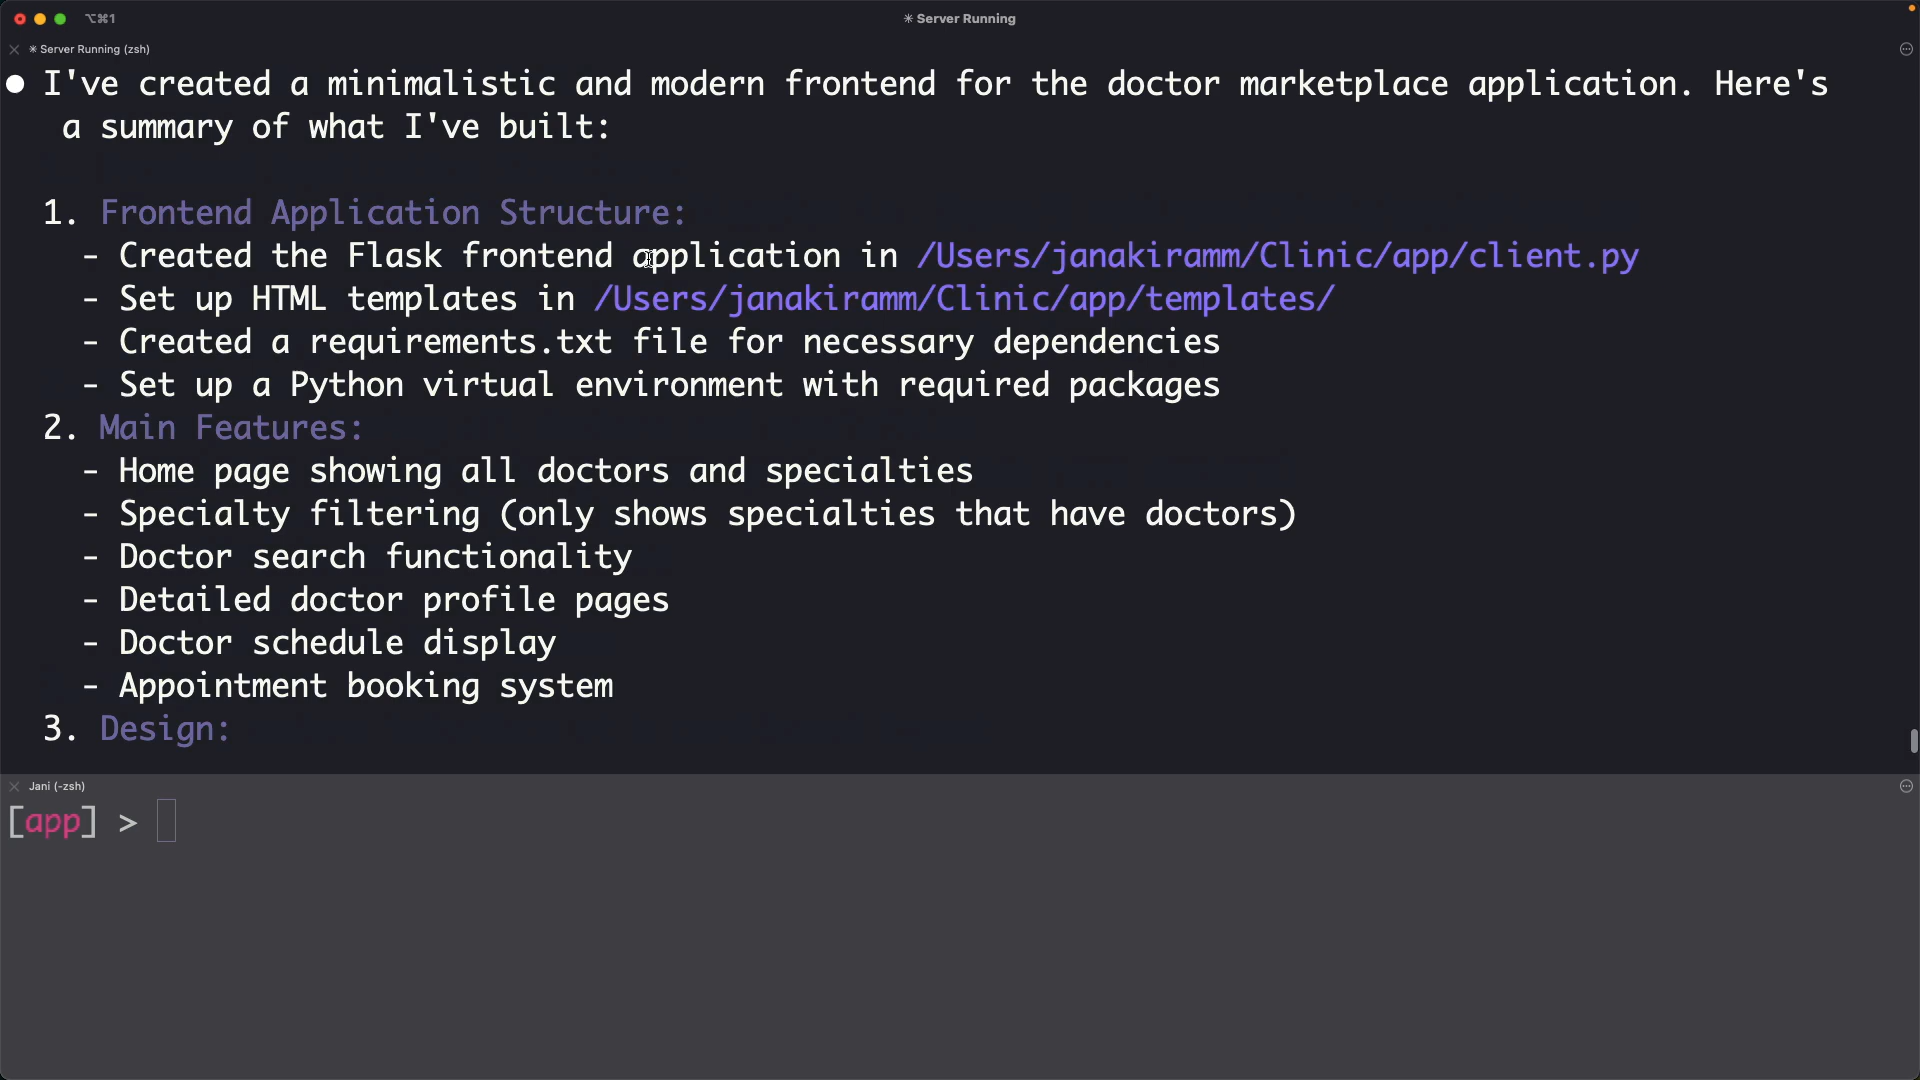 ⌥⌘1
✳ Server Running
✳ Server Running (zsh)
I've created a minimalistic and modern frontend for the doctor marketplace application. Here's
a summary of what I've built:
1. Frontend Application Structure:
- Created the Flask frontend application in /Users/janakiramm/Clinic/app/client.py
- Set up HTML templates in /Users/janakiramm/Clinic/app/templates/
- Created a requirements.txt file for necessary dependencies
- Set up a Python virtual environment with required packages
2. Main Features:
- Home page showing all doctors and specialties
- Specialty filtering (only shows specialties that have doctors)
- Doctor search functionality
- Detailed doctor profile pages
- Doctor schedule display
- Appointment booking system
3. Design:
Jani (-zsh)
[app] >